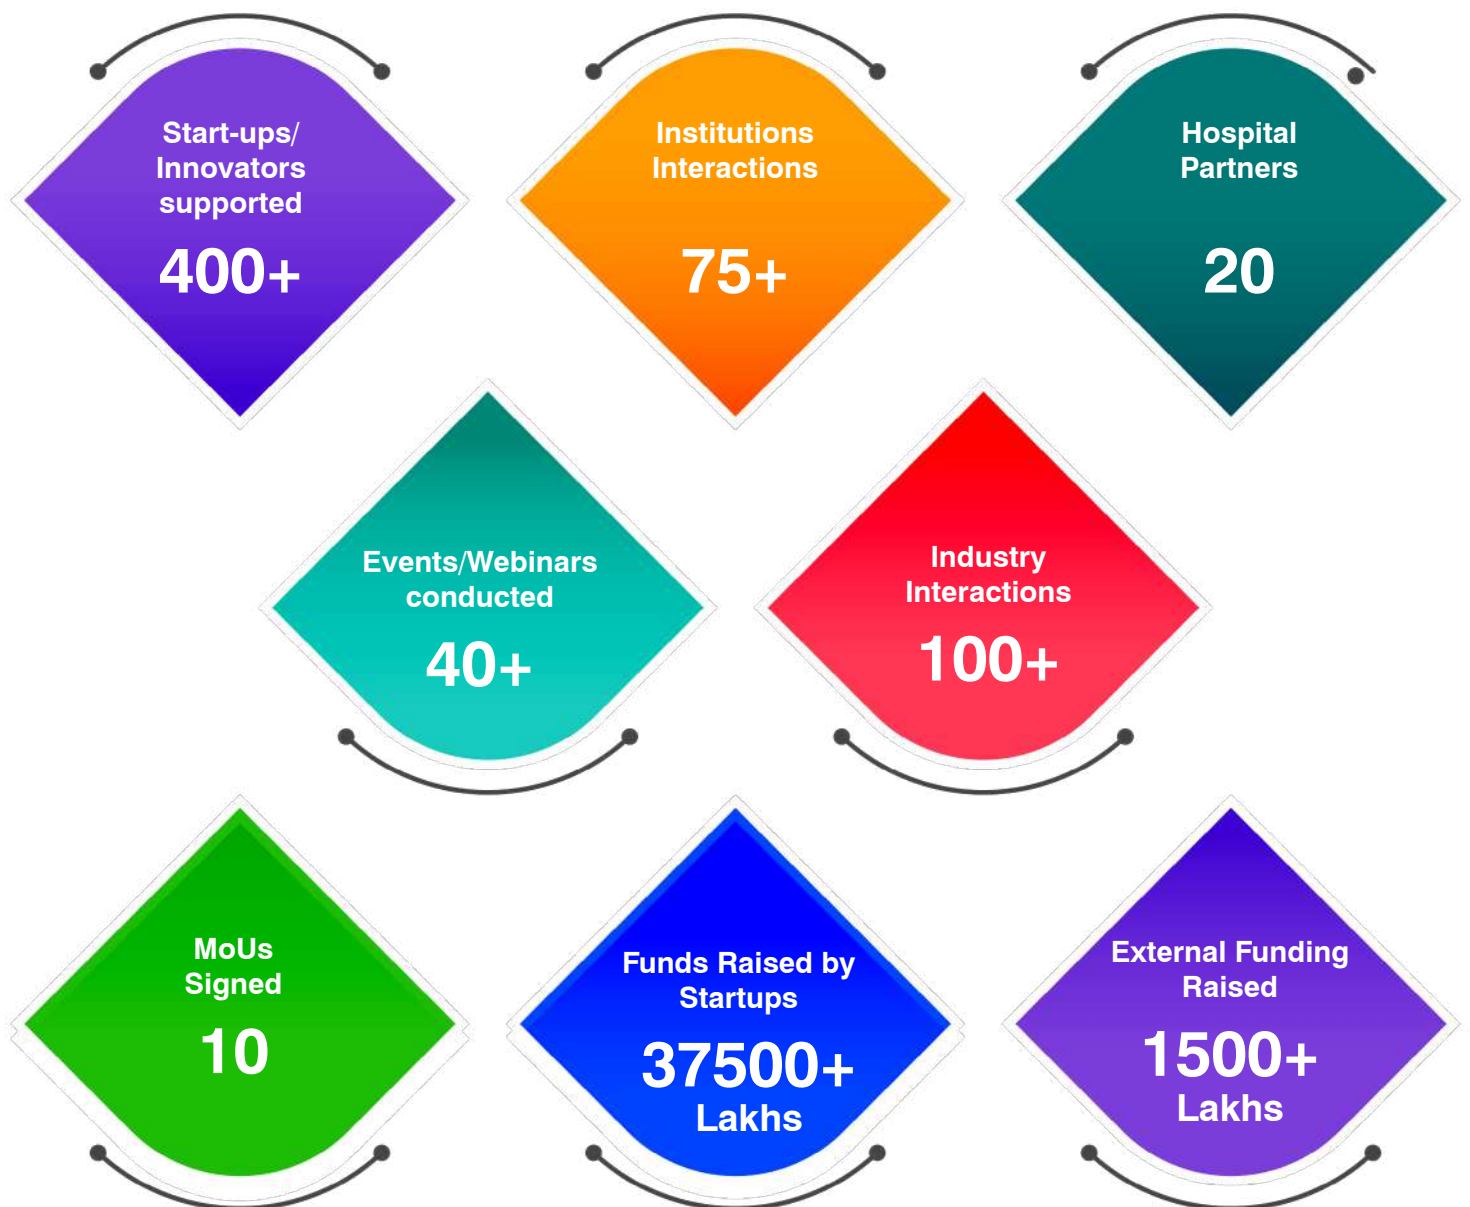 Start-ups/
Innovators
supported
400+
Institutions
Interactions
75+
Hospital
Partners
20
Events/Webinars
conducted
40+
Industry
Interactions
100+
MoUs
Signed
10
Funds Raised by
Startups
37500+
Lakhs
External Funding
Raised
1500+
Lakhs